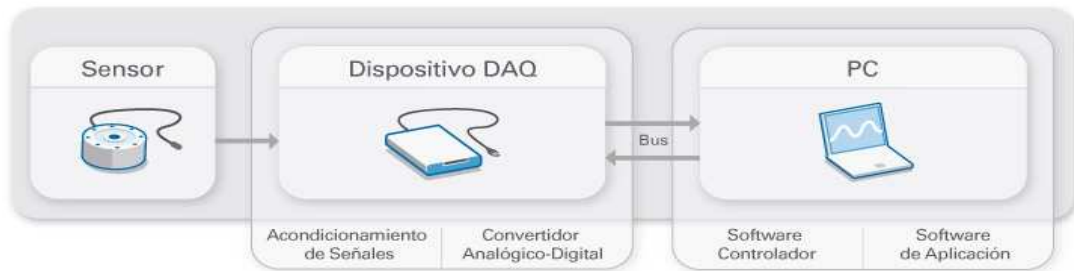 Sensor
Dispositivo DAQ
PC
Bus
Acondicionamiento
de Señales
Convertidor
Analógico-Digital
Software
Controlador
Software
de Aplicación